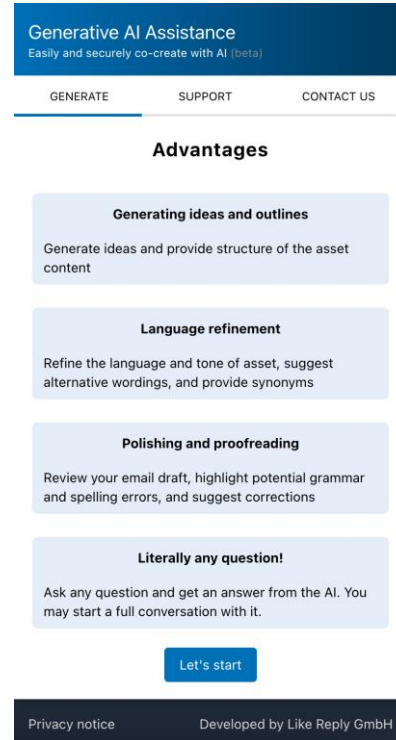 Generative AI Assistance
Easily and securely co-create with AI (beta)
GENERATE SUPPORT CONTACT US
Advantages
Generating ideas and outlines
Generate ideas and provide structure of the asset
content
Language refinement
Refine the language and tone of asset, suggest
alternative wordings, and provide synonyms
Polishing and proofreading
Review your email draft, highlight potential grammar
and spelling errors, and suggest corrections
Literally any question!
Ask any question and get an answer from the AI. You
may start a full conversation with it.
Let's start
Privacy notice Developed by Like Reply GmbH